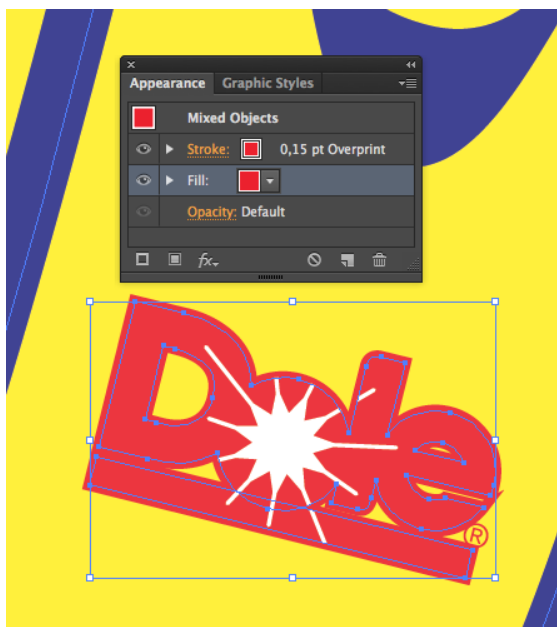 Appearance Graphic Styles
Mixed Objects
Stroke: 0,15 pt Overprint
Fill:
Opacity: Default
fx
Dole
®